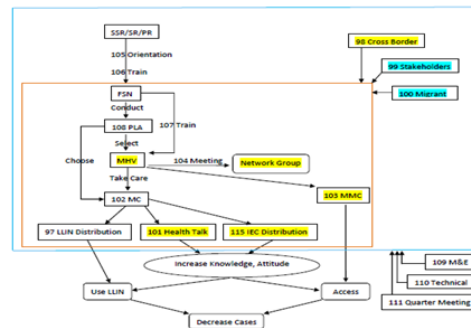 SSR/SR/PR
98 Cross Border
105 Orientation
99 Stakeholders
106 Train
100 Migrant
FSN
Conduct
107 Train
108 PLA
Select
104 Meeting
Network Group
MHV
Choose
Take Care
103 MMC
102 MC
97 LLIN Distribution
101 Health Talk
115 IEC Distribution
109 M&E
Increase Knowledge, Attitude
110 Technical
Use LLIN
Access
111 Quarter Meeting
Decrease Cases